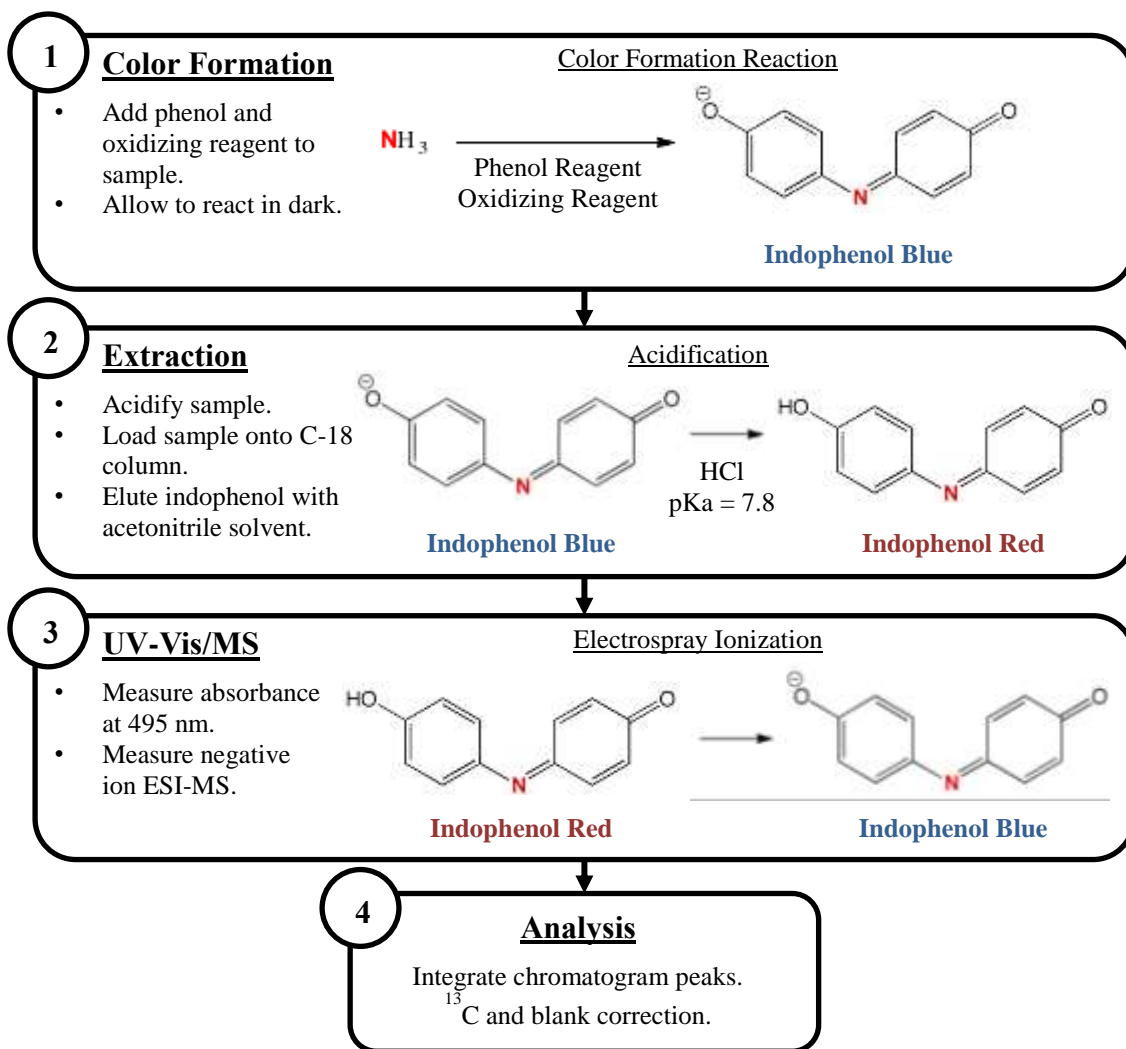 1
Color Formation
• Add phenol and
oxidizing reagent to
sample.
• Allow to react in dark.
Color Formation Reaction
NH3
Phenol Reagent
Oxidizing Reagent
⊖
O
N
O
Indophenol Blue
2
Extraction
• Acidify sample.
• Load sample onto C-18
column.
• Elute indophenol with
acetonitrile solvent.
Acidification
⊖
O
N
O
Indophenol Blue
HCl
pKa = 7.8
HO
N
O
Indophenol Red
3
UV-Vis/MS
• Measure absorbance
at 495 nm.
• Measure negative
ion ESI-MS.
Electrospray Ionization
HO
N
O
Indophenol Red
⊖
O
N
O
Indophenol Blue
4
Analysis
Integrate chromatogram peaks.
13C and blank correction.